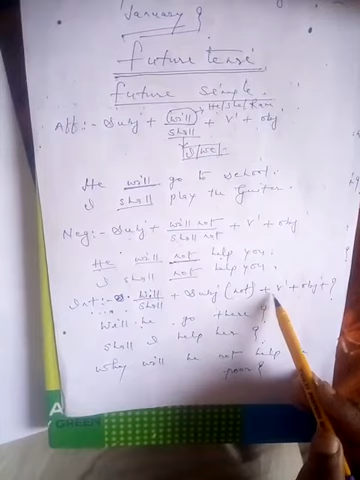 January 8
Future tense
Future Simple
He/She/Ram
Aff:- Subj + will/shall + V' + obj
I/We
He will go to School.
I shall play the Guitar.
Neg:- Subj + will not/shall not + V' + obj
He will not help you.
I shall not help you.
Int:- will/shall + Subj (not) + V' + obj + ?
Will he go there ?
Shall I help her ?
Why will he not help
poor ?
GREEN